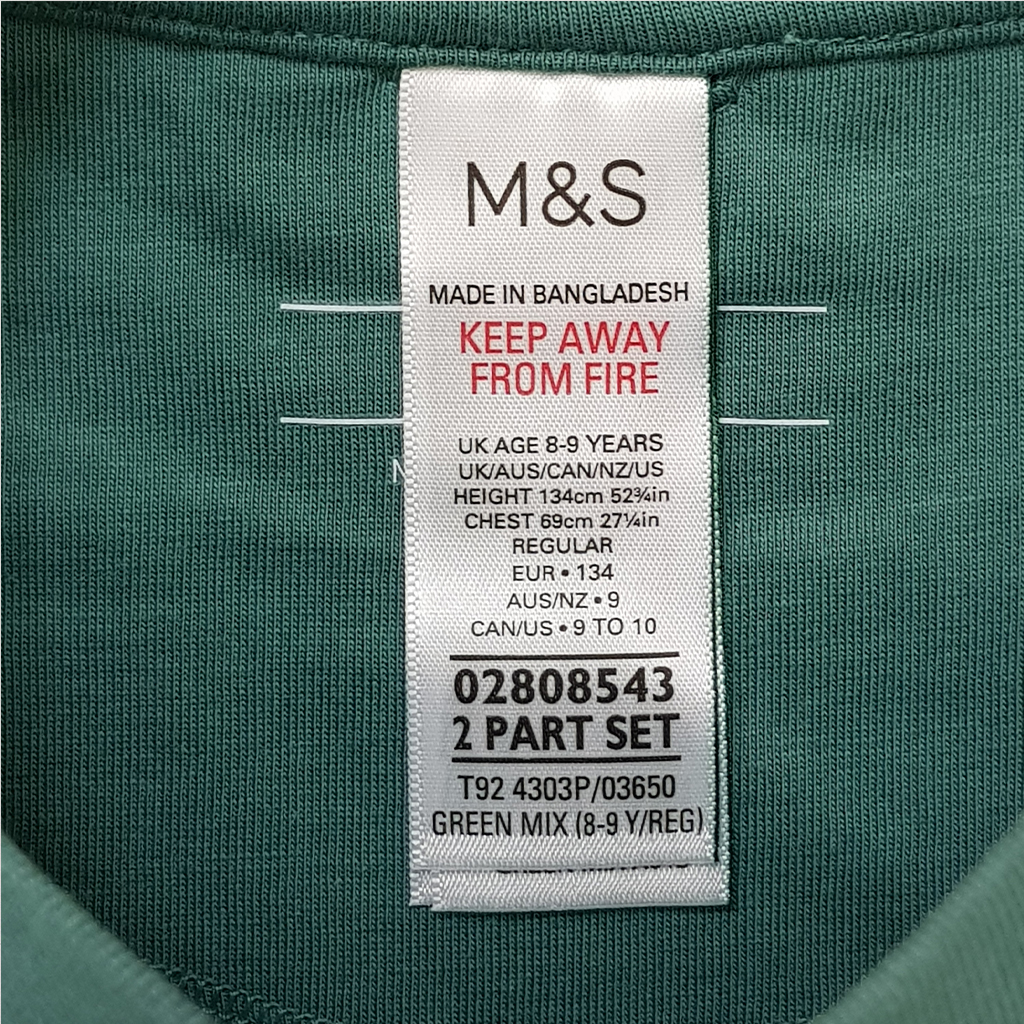 M&S
MADE IN BANGLADESH
KEEP AWAY
FROM FIRE
UK AGE 8-9 YEARS
UK/AUS/CAN/NZ/US
HEIGHT 134cm 52¾in
CHEST 69cm 27¼in
REGULAR
EUR • 134
AUS/NZ • 9
CAN/US • 9 TO 10
02808543
2 PART SET
T92 4303P/03650
GREEN MIX (8-9 Y/REG)